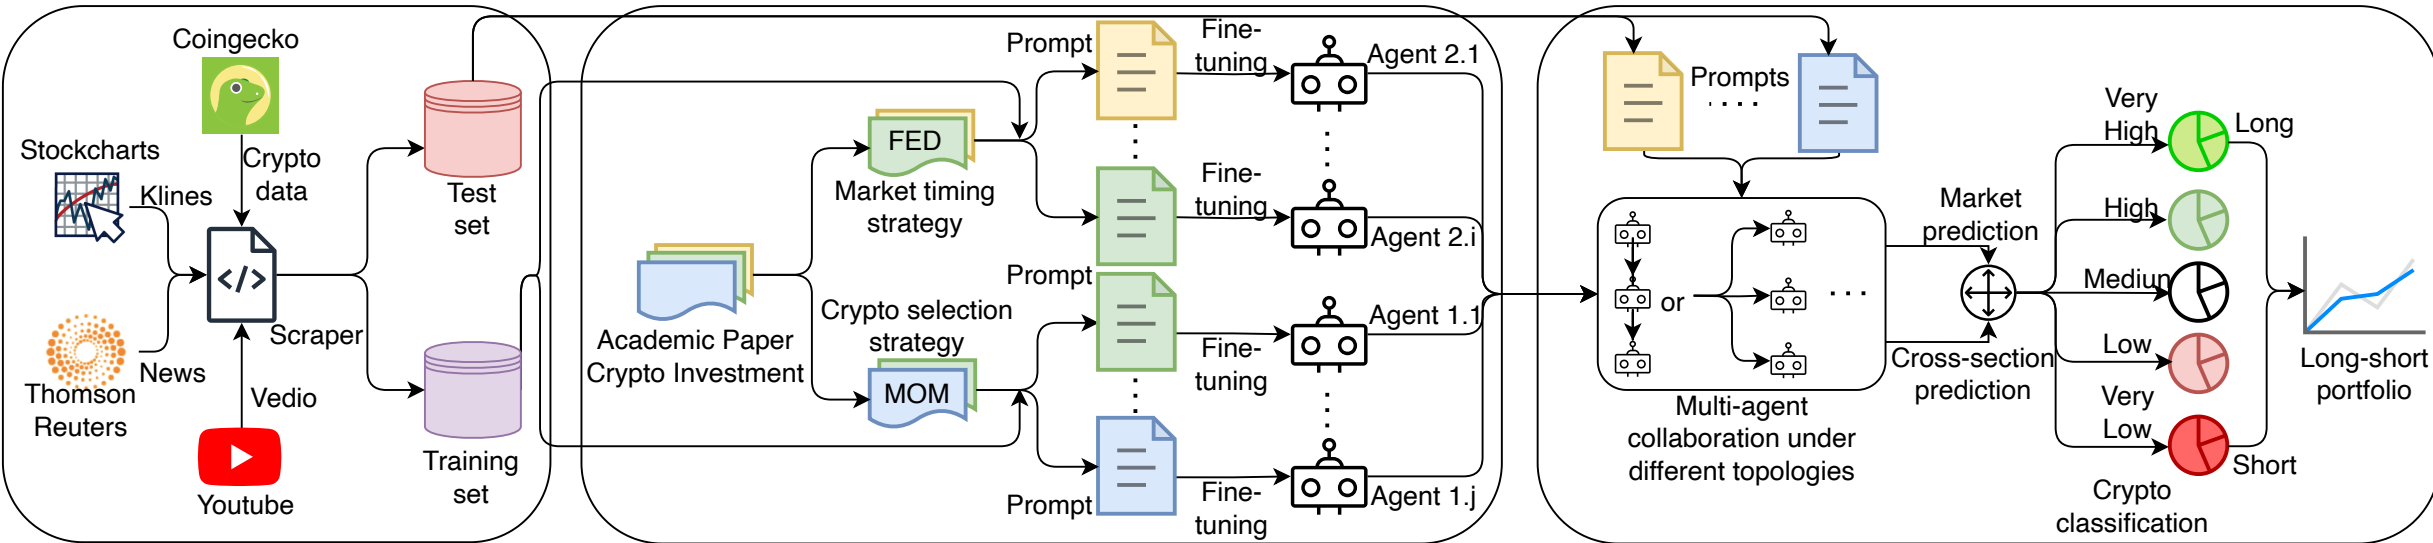 Coingecko
Stockcharts
Klines
Crypto
data
</>
Scraper
News
Thomson
Reuters
Vedio
Youtube
Test
set
Training
set
Academic Paper
Crypto Investment
FED
Market timing
strategy
Crypto selection
strategy
MOM
Prompt
Fine-
tuning
Agent 2.1
Fine-
tuning
Agent 2.i
Prompt
Fine-
tuning
Agent 1.1
Prompt
Fine-
tuning
Agent 1.j
Prompts
or
Multi-agent
collaboration under
different topologies
Market
prediction
Cross-section
prediction
Very
High
High
Mediun
Low
Very
Low
Long
Short
Crypto
classification
Long-short
portfolio